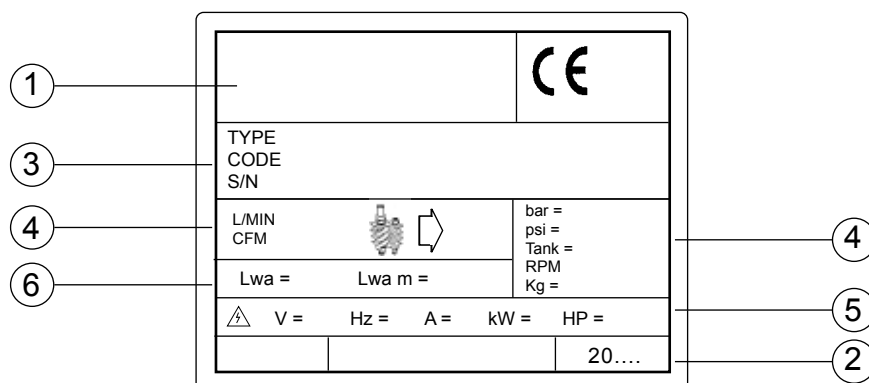 1
CE
TYPE
CODE
S/N
3
L/MIN
CFM
4
bar =
psi =
Tank =
RPM
Kg =
4
Lwa = Lwa m =
6
V = Hz = A = kW = HP =
5
20....
2